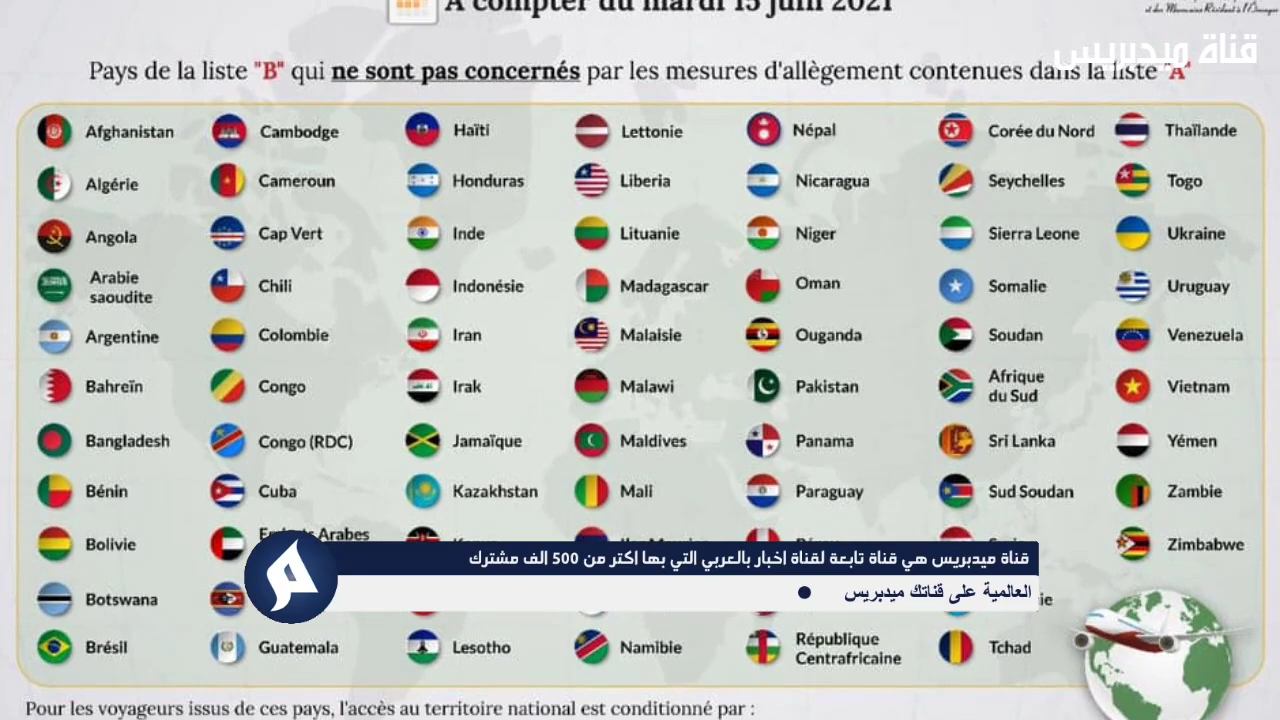 À compter du mardi 15 juin 2021
et des Marocains Résidant à l'Étranger
قناة ميدبريس
Pays de la liste "B" qui ne sont pas concernés par les mesures d'allègement contenues dans la liste "A"
Afghanistan
Algérie
Angola
Arabie
saoudite
Argentine
Bahreïn
Bangladesh
Bénin
Bolivie
Botswana
Brésil
Cambodge
Cameroun
Cap Vert
Chili
Colombie
Congo
Congo (RDC)
Cuba
Arabes
Guatemala
Haïti
Honduras
Inde
Indonésie
Iran
Irak
Jamaïque
Kazakhstan
Lesotho
Lettonie
Liberia
Lituanie
Madagascar
Malaisie
Malawi
Maldives
Mali
Namibie
Népal
Nicaragua
Niger
Oman
Ouganda
Pakistan
Panama
Paraguay
République
Centrafricaine
Corée du Nord
Seychelles
Sierra Leone
Somalie
Soudan
Afrique
du Sud
Sri Lanka
Sud Soudan
Tchad
Thaïlande
Togo
Ukraine
Uruguay
Venezuela
Vietnam
Yémen
Zambie
Zimbabwe
قناة ميدبريس هي قناة تابعة لقناة اخبار بالعربي التي بها اكتر من 500 الف مشترك
العالمية على قناتك ميدبريس
Pour les voyageurs issus de ces pays, l'accès au territoire national est conditionné par :